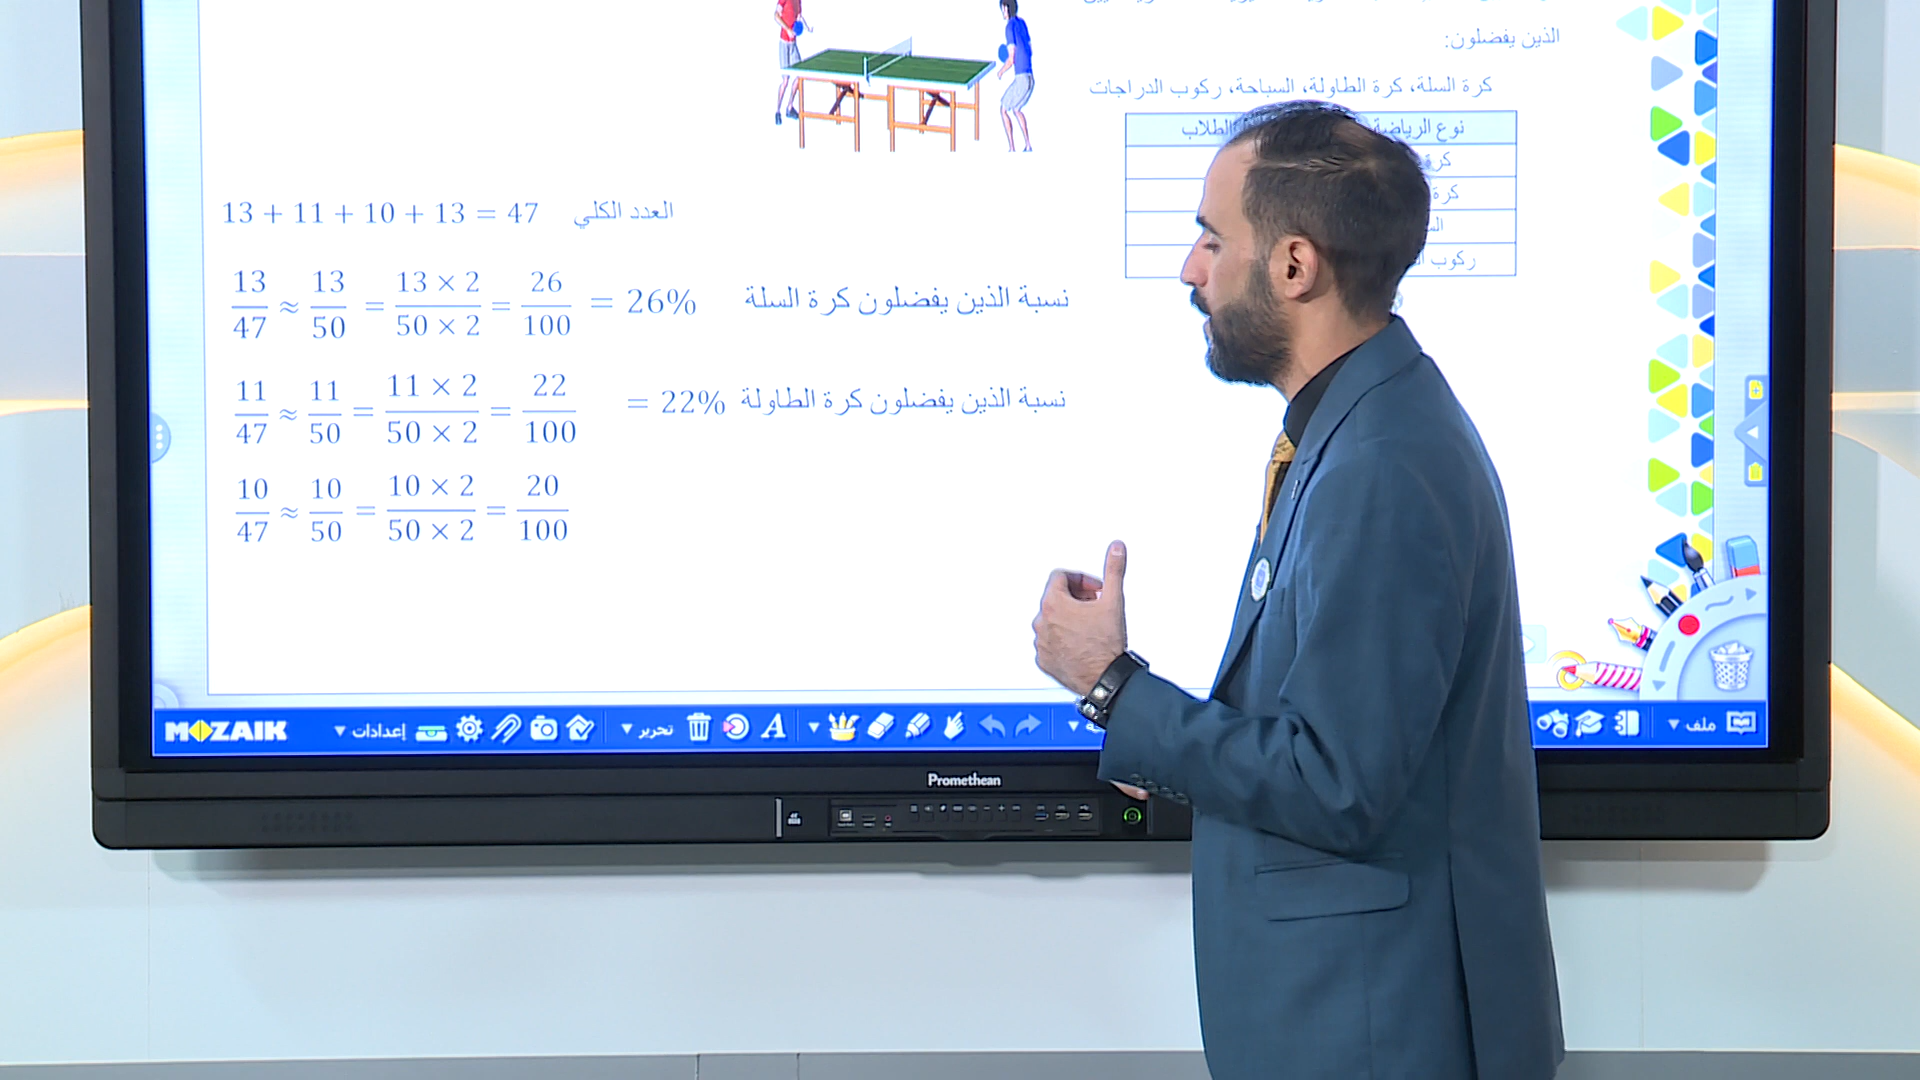 الذين يفضلون:
كرة السلة، كرة الطاولة، السباحة، ركوب الدراجات
نوع الرياضة الطلاب
ركوب
العدد الكلي 13 + 11 + 10 + 13 = 47
13/47 ≈ 13/50 = 13 × 2/50 × 2 = 26/100 = 26% نسبة الذين يفضلون كرة السلة
11/47 ≈ 11/50 = 11 × 2/50 × 2 = 22/100 = 22% نسبة الذين يفضلون كرة الطاولة
10/47 ≈ 10/50 = 10 × 2/50 × 2 = 20/100
MOZAIK إعدادات تحرير A ملف
Promethean